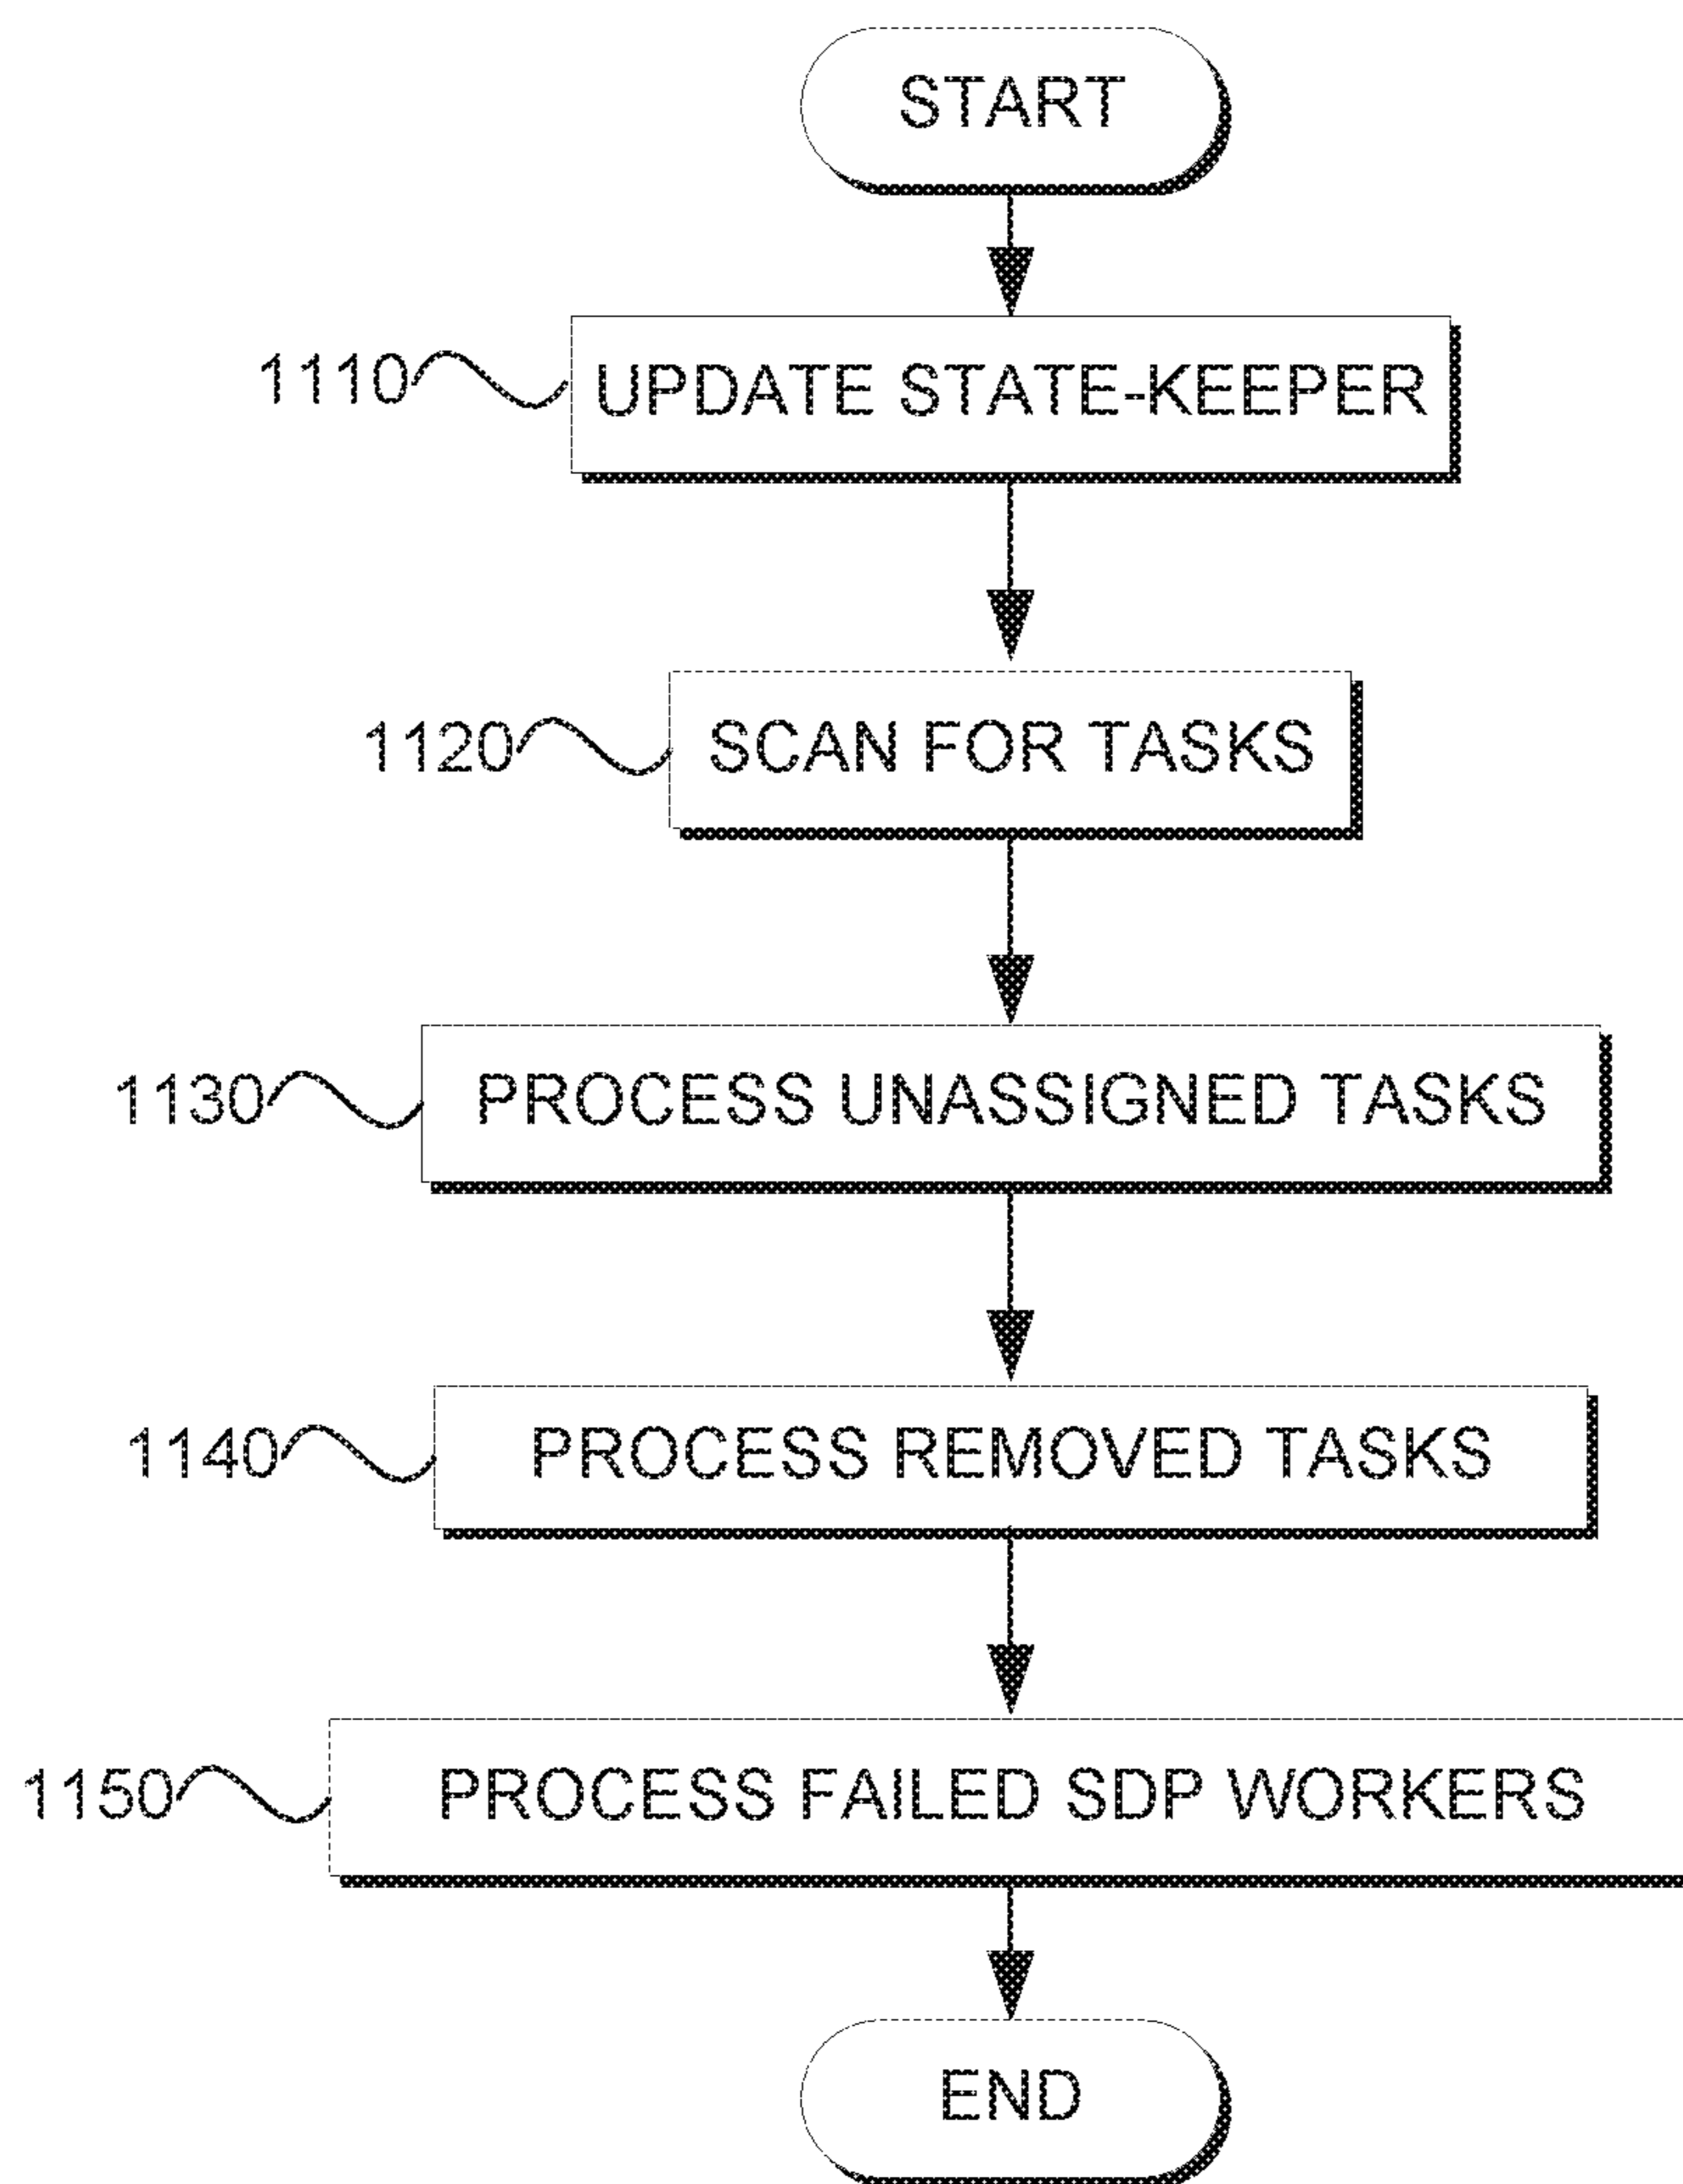 START
1110 UPDATE STATE-KEEPER
1120 SCAN FOR TASKS
1130 PROCESS UNASSIGNED TASKS
1140 PROCESS REMOVED TASKS
1150 PROCESS FAILED SDP WORKERS
END